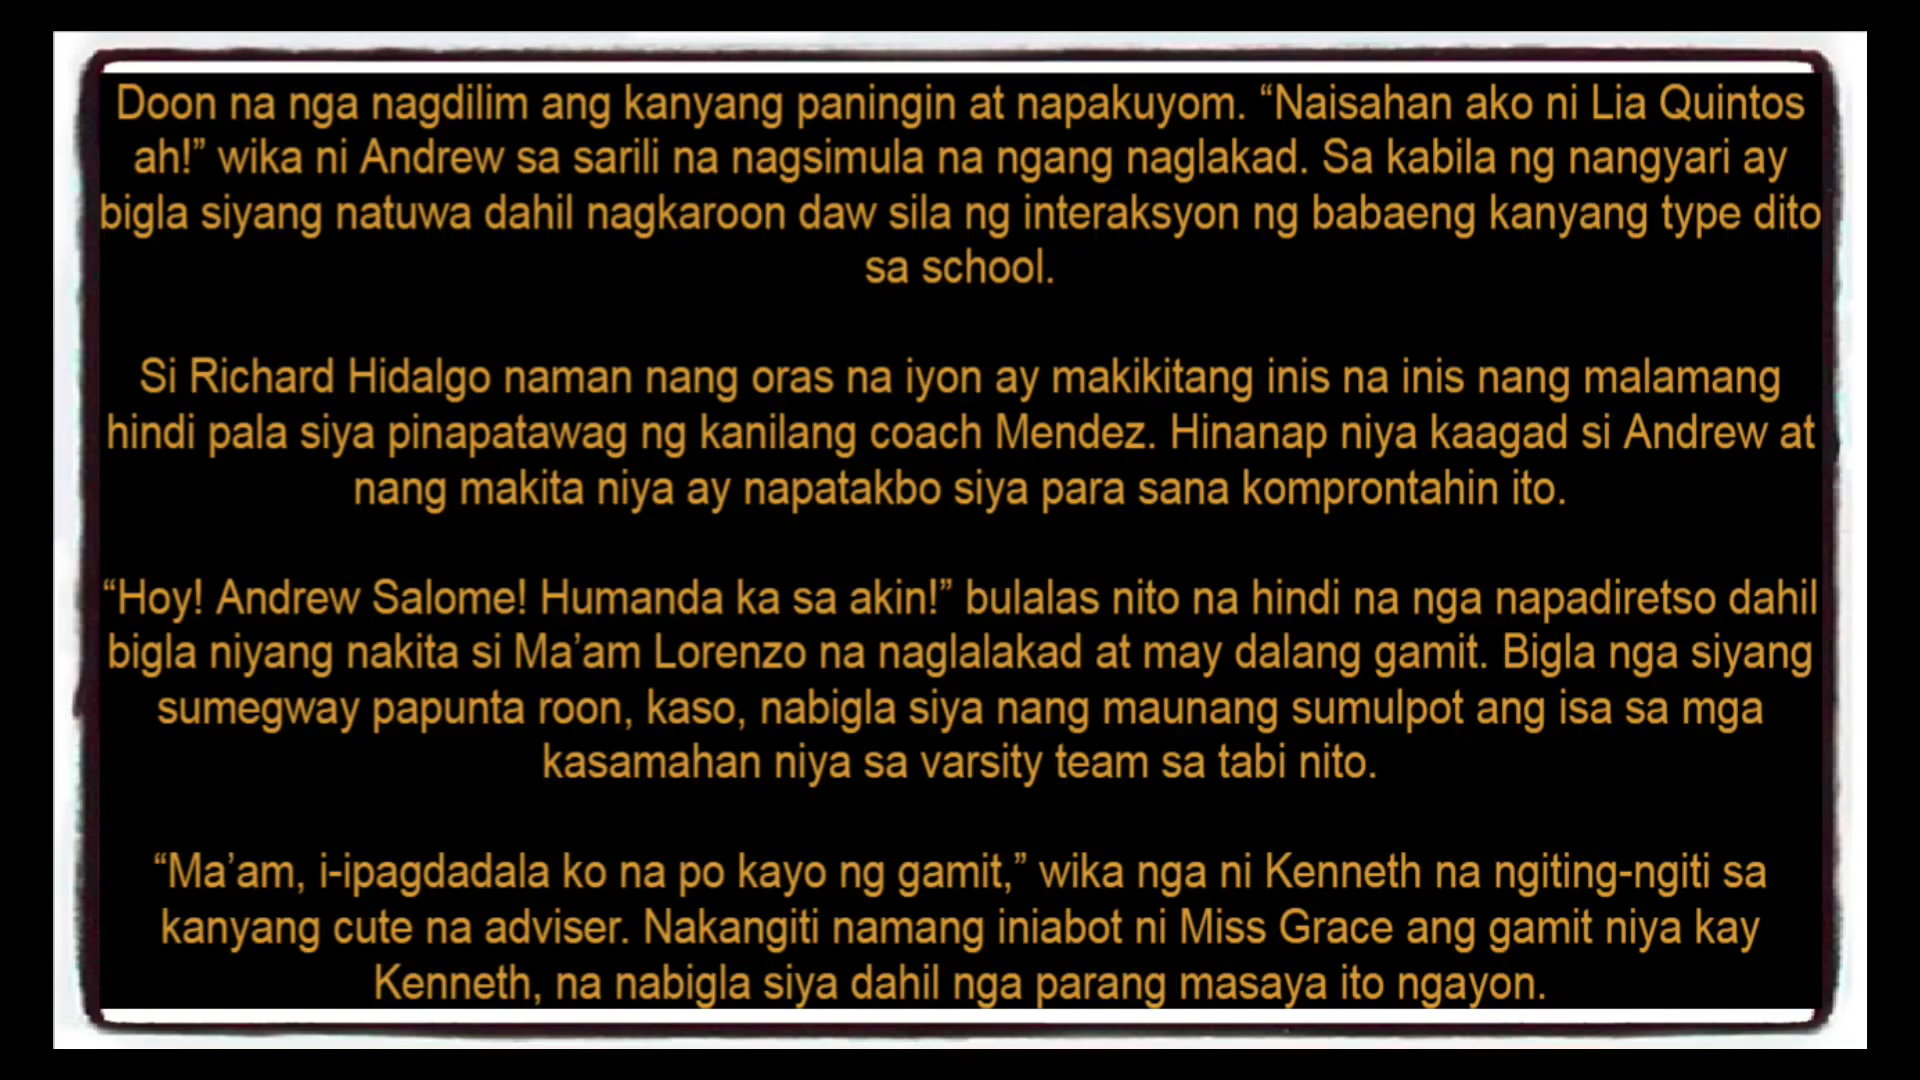 Doon na nga nagdilim ang kanyang paningin at napakuyom. “Naisahan ako ni Lia Quintos
ah!” wika ni Andrew sa sarili na nagsimula na ngang naglakad. Sa kabila ng nangyari ay
bigla siyang natuwa dahil nagkaroon daw sila ng interaksyon ng babaeng kanyang type dito
sa school.
Si Richard Hidalgo naman nang oras na iyon ay makikitang inis na inis nang malamang
hindi pala siya pinapatawag ng kanilang coach Mendez. Hinanap niya kaagad si Andrew at
nang makita niya ay napatakbo siya para sana komprontahin ito.
“Hoy! Andrew Salome! Humanda ka sa akin!” bulalas nito na hindi na nga napadiretso dahil
bigla niyang nakita si Ma’am Lorenzo na naglalakad at may dalang gamit. Bigla nga siyang
sumegway papunta roon, kaso, nabigla siya nang maunang sumulpot ang isa sa mga
kasamahan niya sa varsity team sa tabi nito.
“Ma’am, i-ipagdadala ko na po kayo ng gamit,” wika nga ni Kenneth na ngiting-ngiti sa
kanyang cute na adviser. Nakangiti namang iniabot ni Miss Grace ang gamit niya kay
Kenneth, na nabigla siya dahil nga parang masaya ito ngayon.